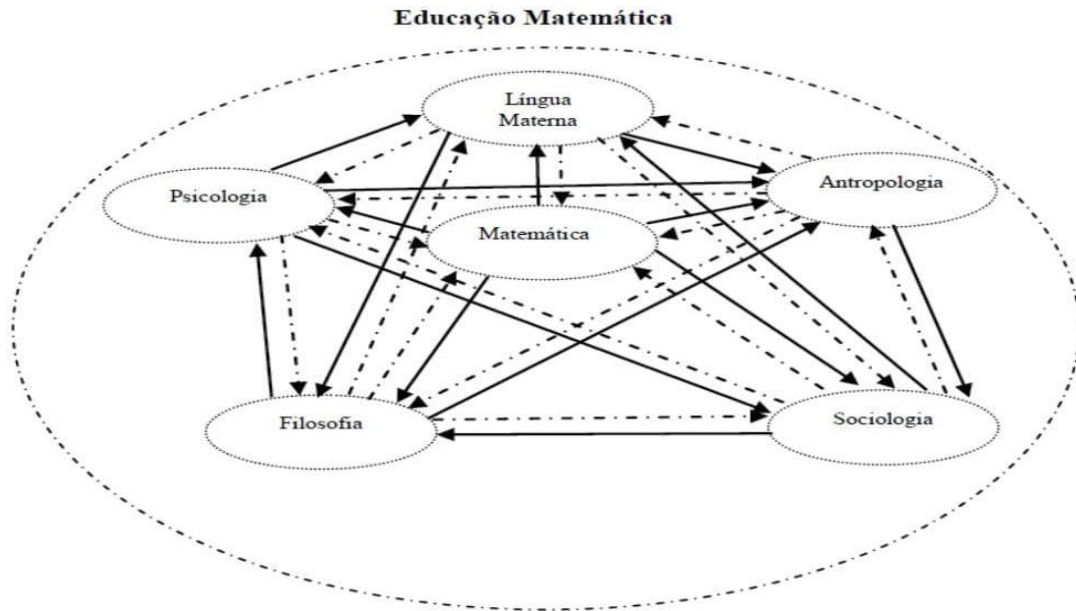 Educação Matemática
Língua
Materna
Psicologia
Antropologia
Matemática
Filosofia
Sociologia